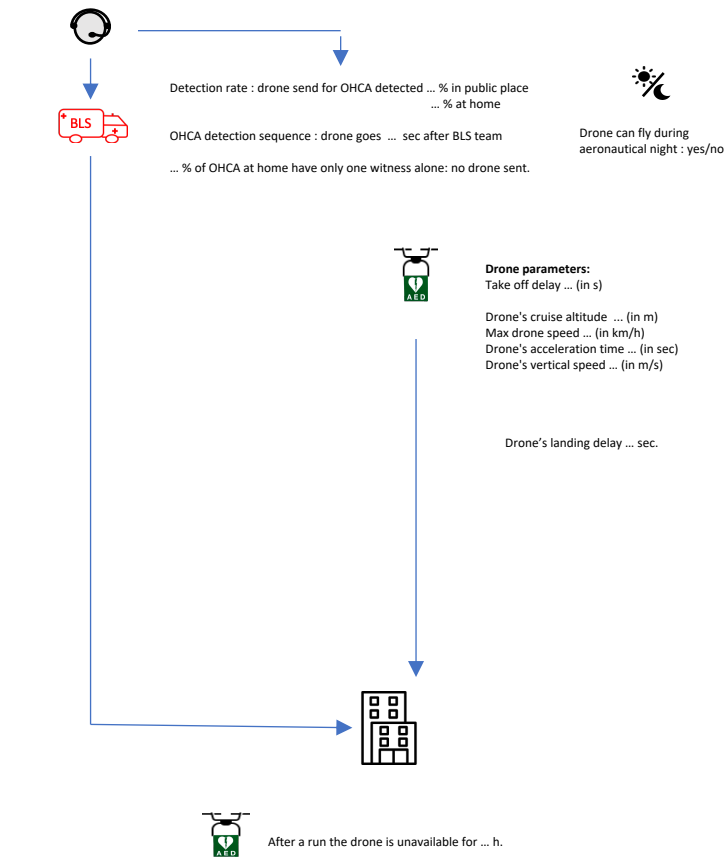 Detection rate : drone send for OHCA detected … % in public place
… % at home
BLS
OHCA detection sequence : drone goes … sec after BLS team
Drone can fly during
aeronautical night : yes/no
… % of OHCA at home have only one witness alone: no drone sent.
AED
Drone parameters:
Take off delay … (in s)
Drone's cruise altitude ... (in m)
Max drone speed … (in km/h)
Drone's acceleration time … (in sec)
Drone's vertical speed … (in m/s)
Drone’s landing delay … sec.
AED
After a run the drone is unavailable for … h.